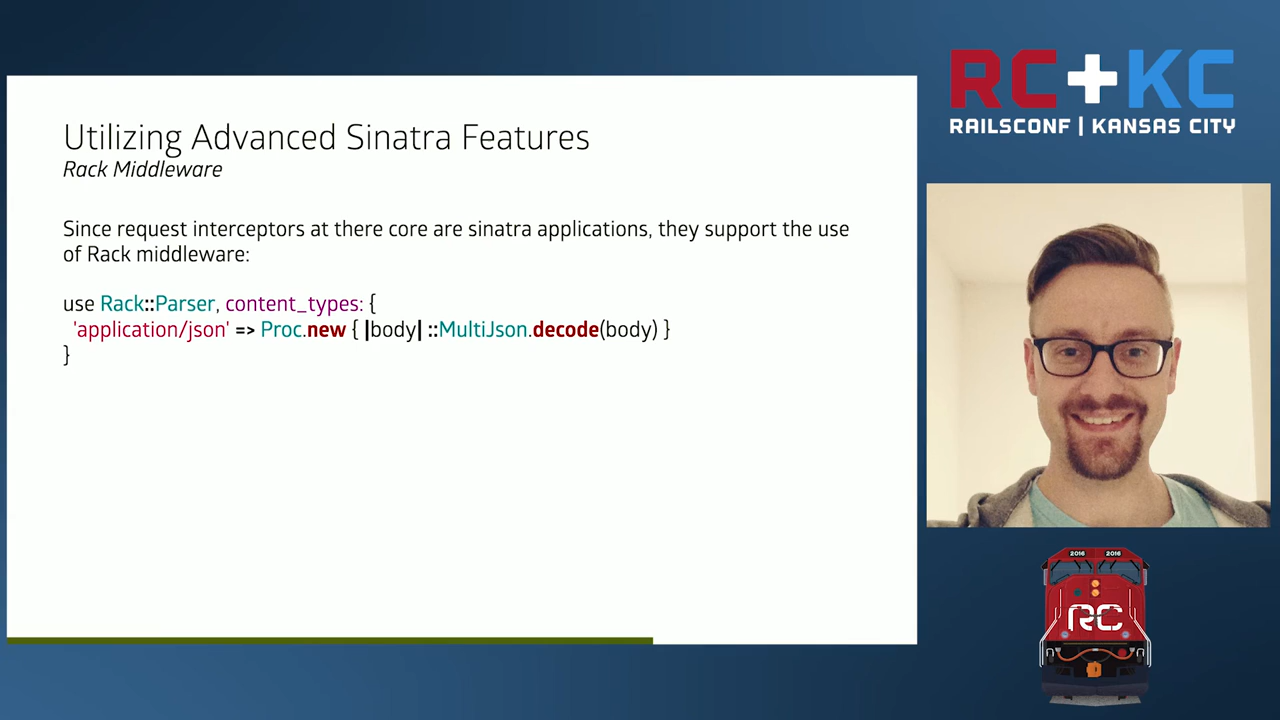 Utilizing Advanced Sinatra Features
Rack Middleware
Since request interceptors at there core are sinatra applications, they support the use
of Rack middleware:
use Rack::Parser, content_types: {
'application/json' => Proc.new { |body| ::MultiJson.decode(body) }
}
RC+KC
RAILSCONF | KANSAS CITY
2016 2016
RC